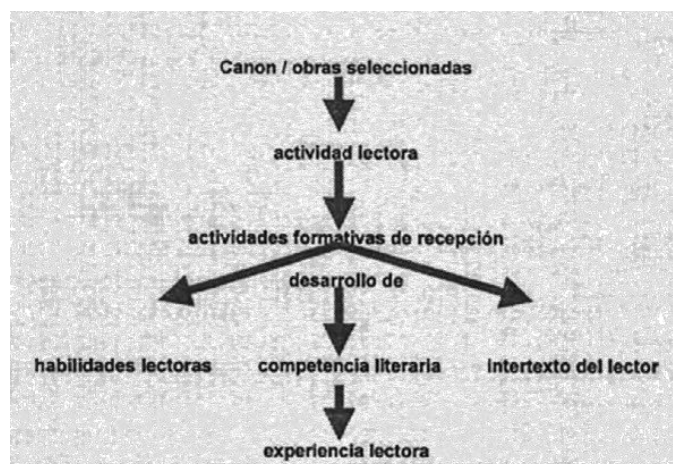 Canon / obras seleccionadas
actividad lectora
actividades formativas de recepción
desarrollo de
habilidades lectoras competencia literaria intertexto del lector
experiencia lectora